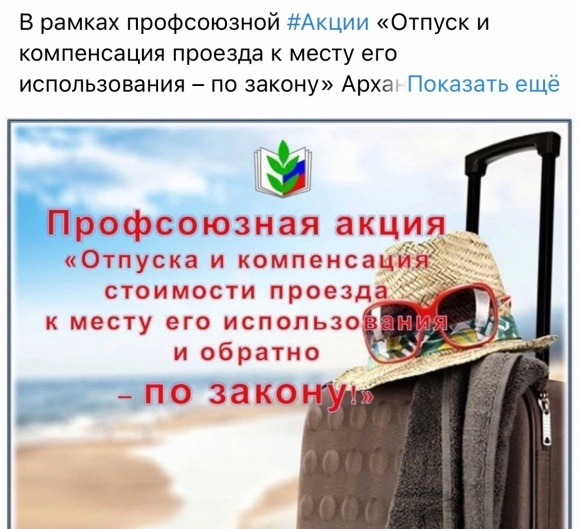 В рамках профсоюзной #Акции «Отпуск и
компенсация проезда к месту его
использования – по закону» Показать ещё
Профсоюзная акция
«Отпуска и компенсация
стоимости проезда
к месту его использования
и обратно
– по закону!»